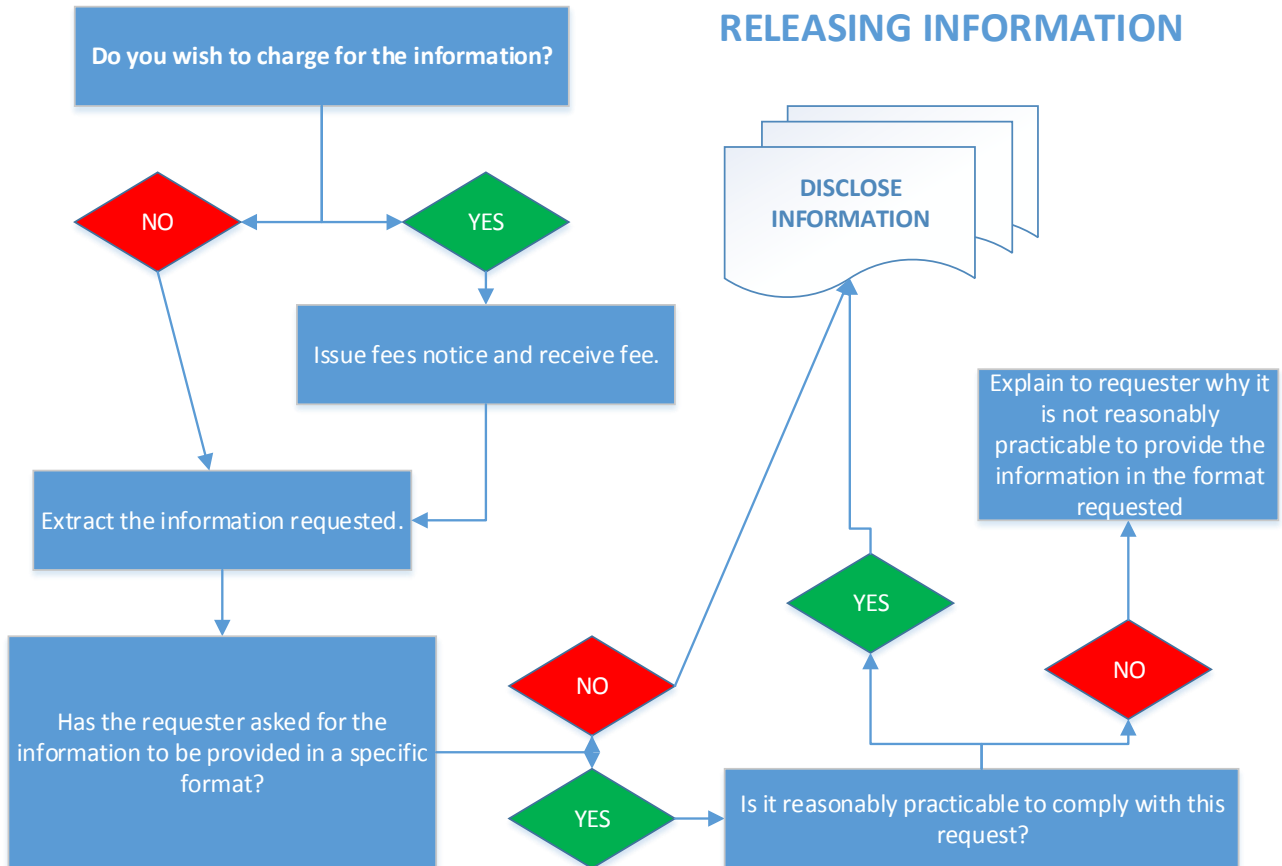 RELEASING INFORMATION
Do you wish to charge for the information?
NO
YES
Issue fees notice and receive fee.
Extract the information requested.
Has the requester asked for the
information to be provided in a specific
format?
NO
YES
Is it reasonably practicable to comply with this
request?
YES
NO
DISCLOSE
INFORMATION
Explain to requester why it
is not reasonably
practicable to provide the
information in the format
requested